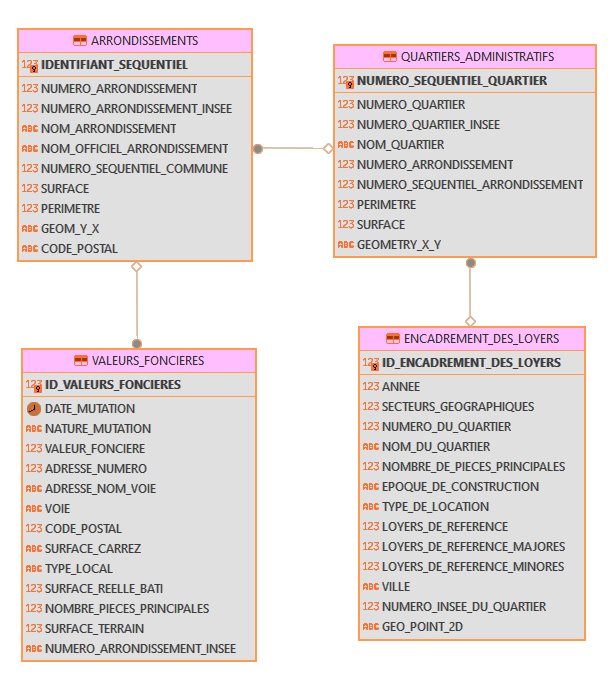 ARRONDISSEMENTS
123 IDENTIFIANT_SEQUENTIEL
123 NUMERO_ARRONDISSEMENT
123 NUMERO_ARRONDISSEMENT_INSEE
ABC NOM_ARRONDISSEMENT
ABC NOM_OFFICIEL_ARRONDISSEMENT
123 NUMERO_SEQUENTIEL_COMMUNE
123 SURFACE
123 PERIMETRE
ABC GEOM_Y_X
ABC CODE_POSTAL
QUARTIERS_ADMINISTRATIFS
123 NUMERO_SEQUENTIEL_QUARTIER
123 NUMERO_QUARTIER
123 NUMERO_QUARTIER_INSEE
ABC NOM_QUARTIER
123 NUMERO_ARRONDISSEMENT
123 NUMERO_SEQUENTIEL_ARRONDISSEMENT
123 PERIMETRE
123 SURFACE
ABC GEOMETRY_X_Y
VALEURS_FONCIERES
123 ID_VALEURS_FONCIERES
DATE_MUTATION
ABC NATURE_MUTATION
123 VALEUR_FONCIERE
123 ADRESSE_NUMERO
ABC ADRESSE_NOM_VOIE
ABC VOIE
123 CODE_POSTAL
ABC SURFACE_CARREZ
ABC TYPE_LOCAL
123 SURFACE_REELLE_BATI
123 NOMBRE_PIECES_PRINCIPALES
123 SURFACE_TERRAIN
ABC NUMERO_ARRONDISSEMENT_INSEE
ENCADREMENT_DES_LOYERS
123 ID_ENCADREMENT_DES_LOYERS
123 ANNEE
123 SECTEURS_GEOGRAPHIQUES
123 NUMERO_DU_QUARTIER
ABC NOM_DU_QUARTIER
123 NOMBRE_DE_PIECES_PRINCIPALES
ABC EPOQUE_DE_CONSTRUCTION
ABC TYPE_DE_LOCATION
123 LOYERS_DE_REFERENCE
123 LOYERS_DE_REFERENCE_MAJORES
123 LOYERS_DE_REFERENCE_MINORES
ABC VILLE
123 NUMERO_INSEE_DU_QUARTIER
ABC GEO_POINT_2D